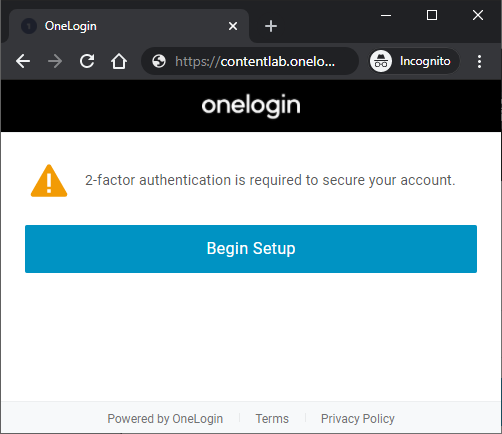 OneLogin
https://contentlab.onelo...
Incognito
onelogin
2-factor authentication is required to secure your account.
Begin Setup
Powered by OneLogin | Terms | Privacy Policy